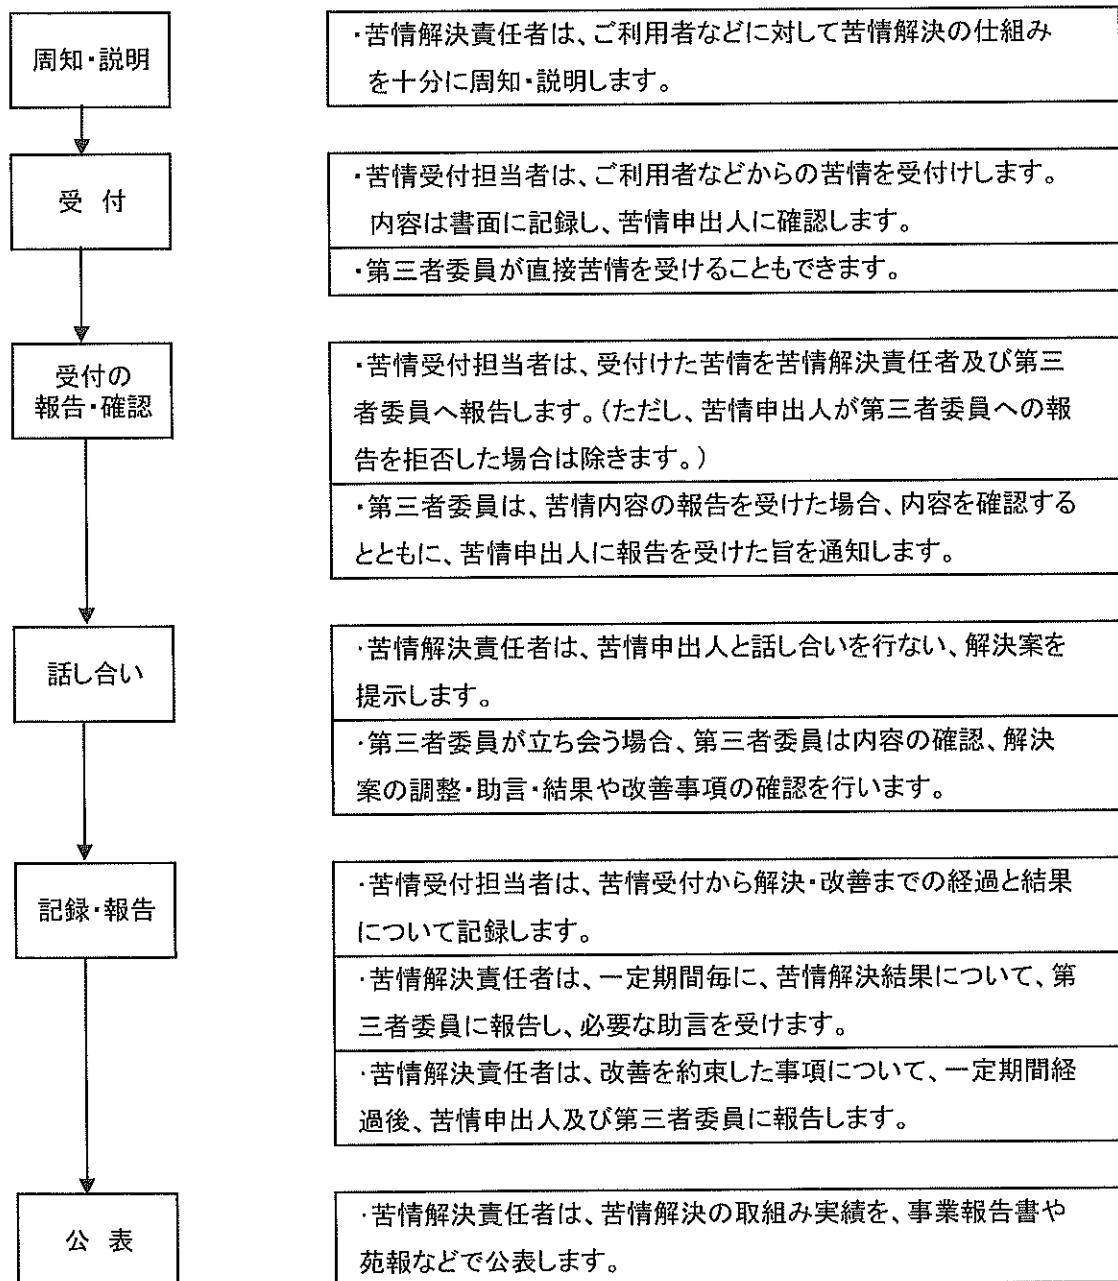 周知・説明
・苦情解決責任者は、ご利用者などに対して苦情解決の仕組み
を十分に周知・説明します。
受 付
・苦情受付担当者は、ご利用者などからの苦情を受付けします。
内容は書面に記録し、苦情申出人に確認します。
・第三者委員が直接苦情を受けることもできます。
受付の
報告・確認
・苦情受付担当者は、受付けた苦情を苦情解決責任者及び第三
者委員へ報告します。(ただし、苦情申出人が第三者委員への報
告を拒否した場合は除きます。)
・第三者委員は、苦情内容の報告を受けた場合、内容を確認する
とともに、苦情申出人に報告を受けた旨を通知します。
話し合い
・苦情解決責任者は、苦情申出人と話し合いを行ない、解決案を
提示します。
・第三者委員が立ち会う場合、第三者委員は内容の確認、解決
案の調整・助言・結果や改善事項の確認を行います。
記録・報告
・苦情受付担当者は、苦情受付から解決・改善までの経過と結果
について記録します。
・苦情解決責任者は、一定期間毎に、苦情解決結果について、第
三者委員に報告し、必要な助言を受けます。
・苦情解決責任者は、改善を約束した事項について、一定期間経
過後、苦情申出人及び第三者委員に報告します。
公 表
・苦情解決責任者は、苦情解決の取組み実績を、事業報告書や
苑報などで公表します。